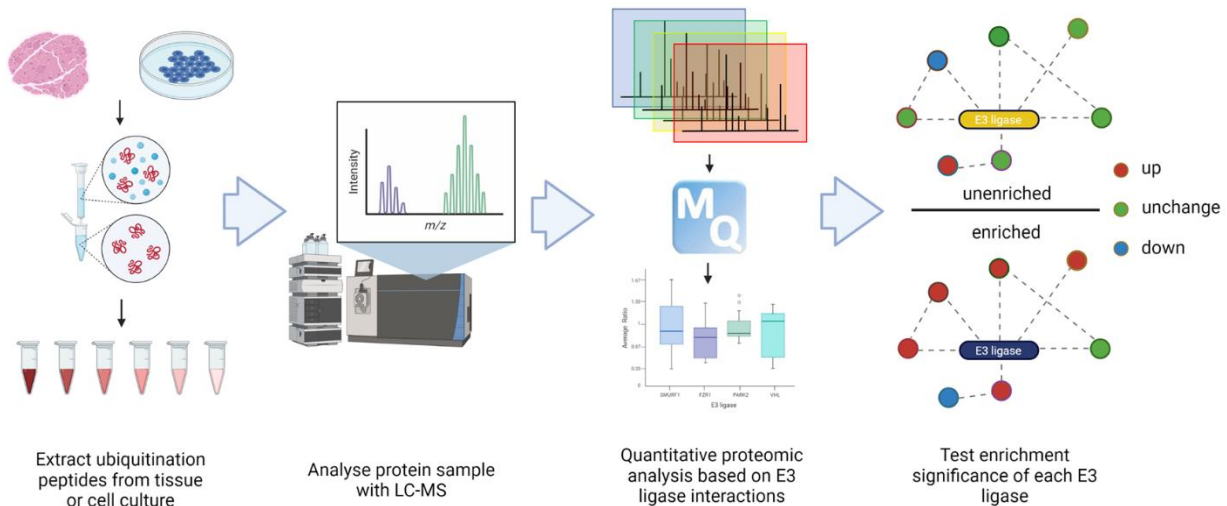 Intensity
m/z
M
Q
Average Ratio
1
0
SMURF1
FZR1
PARK2
VHL
E3 ligase
E3 ligase
unenriched
enriched
E3 ligase
up
unchange
down
Extract ubiquitination
peptides from tissue
or cell culture
Analyse protein sample
with LC-MS
Quantitative proteomic
analysis based on E3
ligase interactions
Test enrichment
significance of each E3
ligase